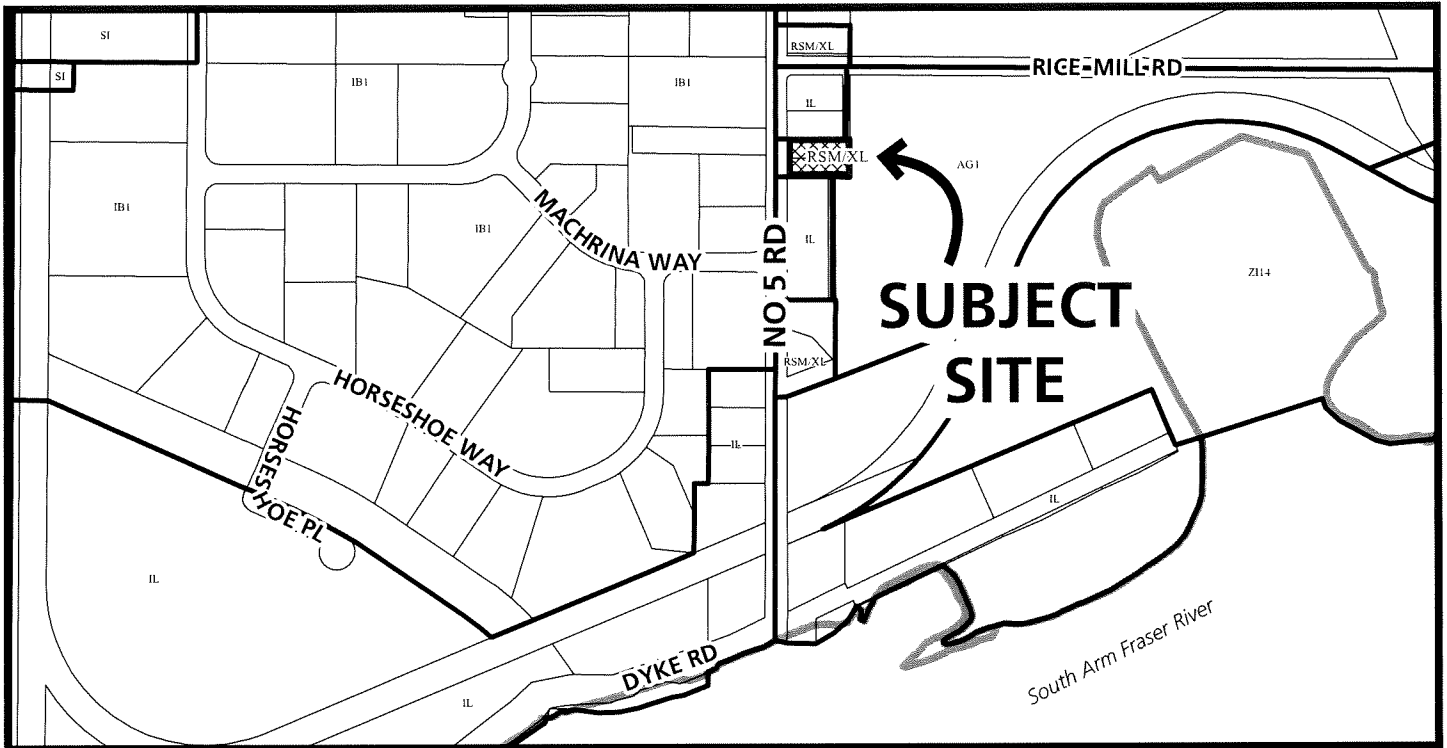 SI
RSM/XL
RICE MILL RD
SI
IB1
IB1
IL
RSM/XL
AG1
IB1
IB1
MACHRINA WAY
NO 5 RD
IL
ZI14
SUBJECT
SITE
RSM/XL
HORSESHOE WAY
HORSESHOE PL
IL
IL
IL
South Arm Fraser River
DYKE RD
IL